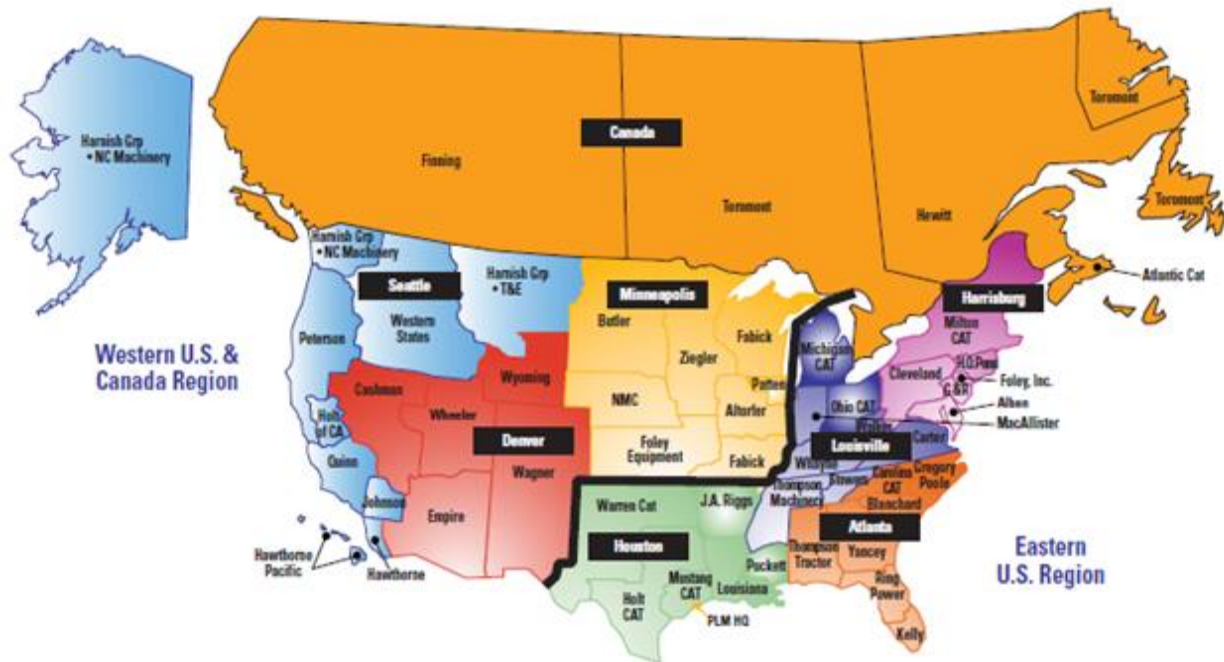 Harnish Grp
• NC Machinery
Canada
Finning
Toromont
Toromont
Hewitt
Toromont
Atlantic Cat
Harnish Grp
• NC Machinery
Seattle
Harnish Grp
• T&E
Western
States
Peterson
Western U.S. &
Canada Region
Minneapolis
Butler
Fabick
Ziegler
Patten
NMC
Altorfer
Foley
Equipment
Fabick
Harrisburg
Milton
CAT
H.O.Penn
Cleveland
G&R
Foley, Inc.
Alban
MacAllister
Michigan
CAT
Ohio CAT
Walker
Carter
Louisville
Whayne
Thompson
Machinery
Stowers
Cashman
Wyoming
Wheeler
Denver
Wagner
Empire
Holt
of CA
Quinn
Johnson
Hawthorne
Pacific
Hawthorne
Warren Cat
J.A. Riggs
Houston
Mustang
CAT
Holt
CAT
Louisiana
Puckett
PLM HQ
Carolina
CAT
Gregory
Poole
Blanchard
Atlanta
Thompson
Tractor
Yancey
Ring
Power
Kelly
Eastern
U.S. Region